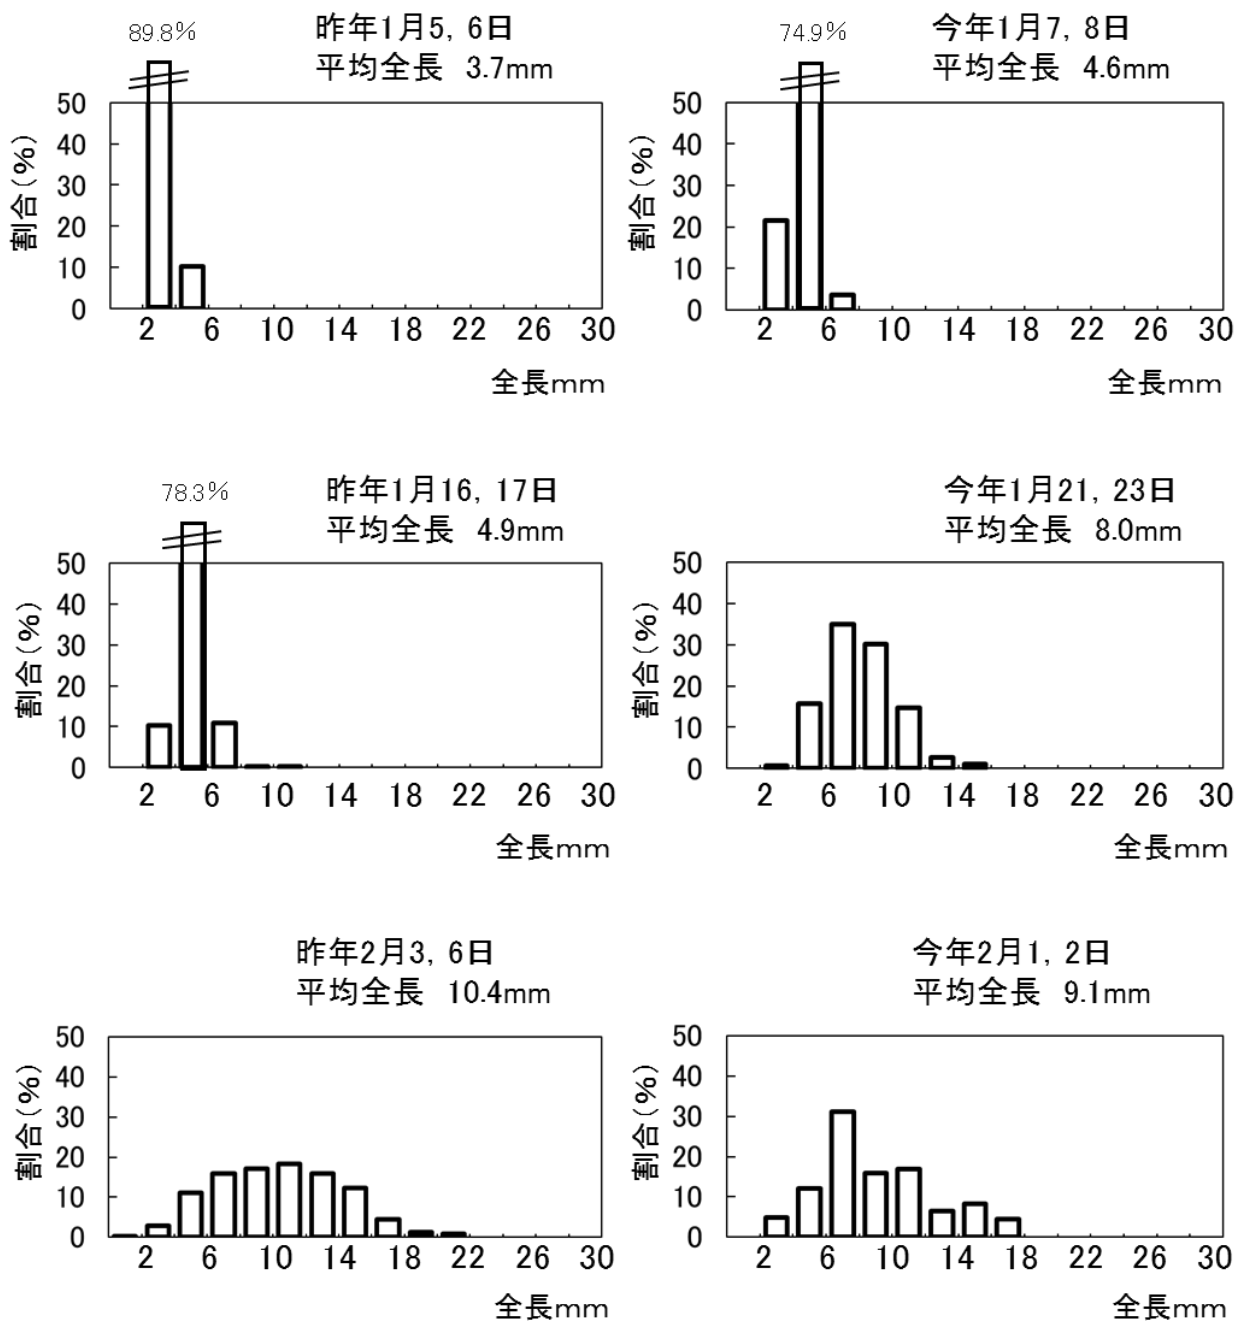 89.8%
昨年1月5, 6日
平均全長 3.7mm
割合(%)
50
40
30
20
10
0
2 6 10 14 18 22 26 30
全長mm
74.9%
今年1月7, 8日
平均全長 4.6mm
割合(%)
50
40
30
20
10
0
2 6 10 14 18 22 26 30
全長mm
78.3%
昨年1月16, 17日
平均全長 4.9mm
割合(%)
50
40
30
20
10
0
2 6 10 14 18 22 26 30
全長mm
今年1月21, 23日
平均全長 8.0mm
割合(%)
50
40
30
20
10
0
2 6 10 14 18 22 26 30
全長mm
昨年2月3, 6日
平均全長 10.4mm
割合(%)
50
40
30
20
10
0
2 6 10 14 18 22 26 30
全長mm
今年2月1, 2日
平均全長 9.1mm
割合(%)
50
40
30
20
10
0
2 6 10 14 18 22 26 30
全長mm